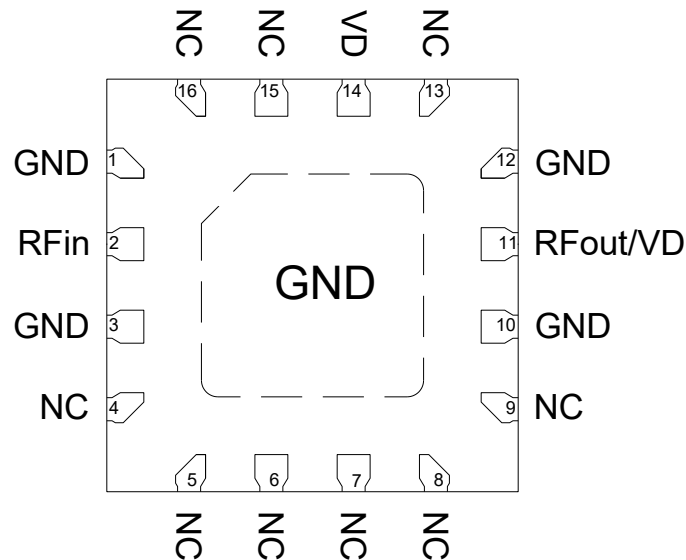 NC NC VD NC
16 15 14 13
GND 1 12 GND
RFin 2 11 RFout/VD
GND
GND 3 10 GND
NC 4 9 NC
5 6 7 8
NC NC NC NC